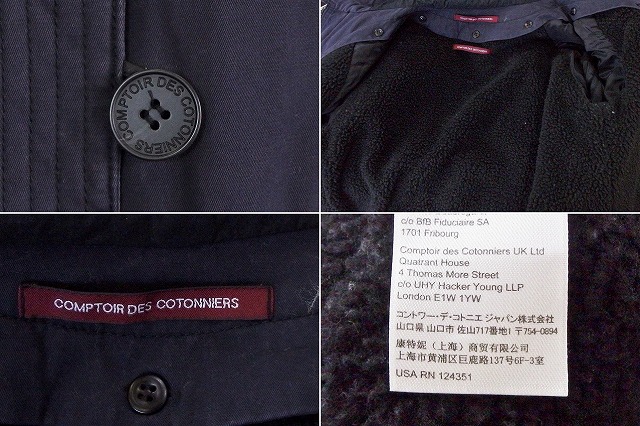 COMPTOIR DES COTONNIERS
COMPTOIR DES COTONNIERS
c/o BfB Fiduciaire SA
1701 Fribourg
Comptoir des Cotonniers UK Ltd
Quatrant House
4 Thomas More Street
c/o UHY Hacker Young LLP
London E1W 1YW
コントワー・デ・コトニエ ジャパン株式会社
山口県 山口市 佐山717番地1 〒754-0894
康特妮（上海）商贸有限公司
上海市黄浦区巨鹿路137号6F-3室
USA RN 124351